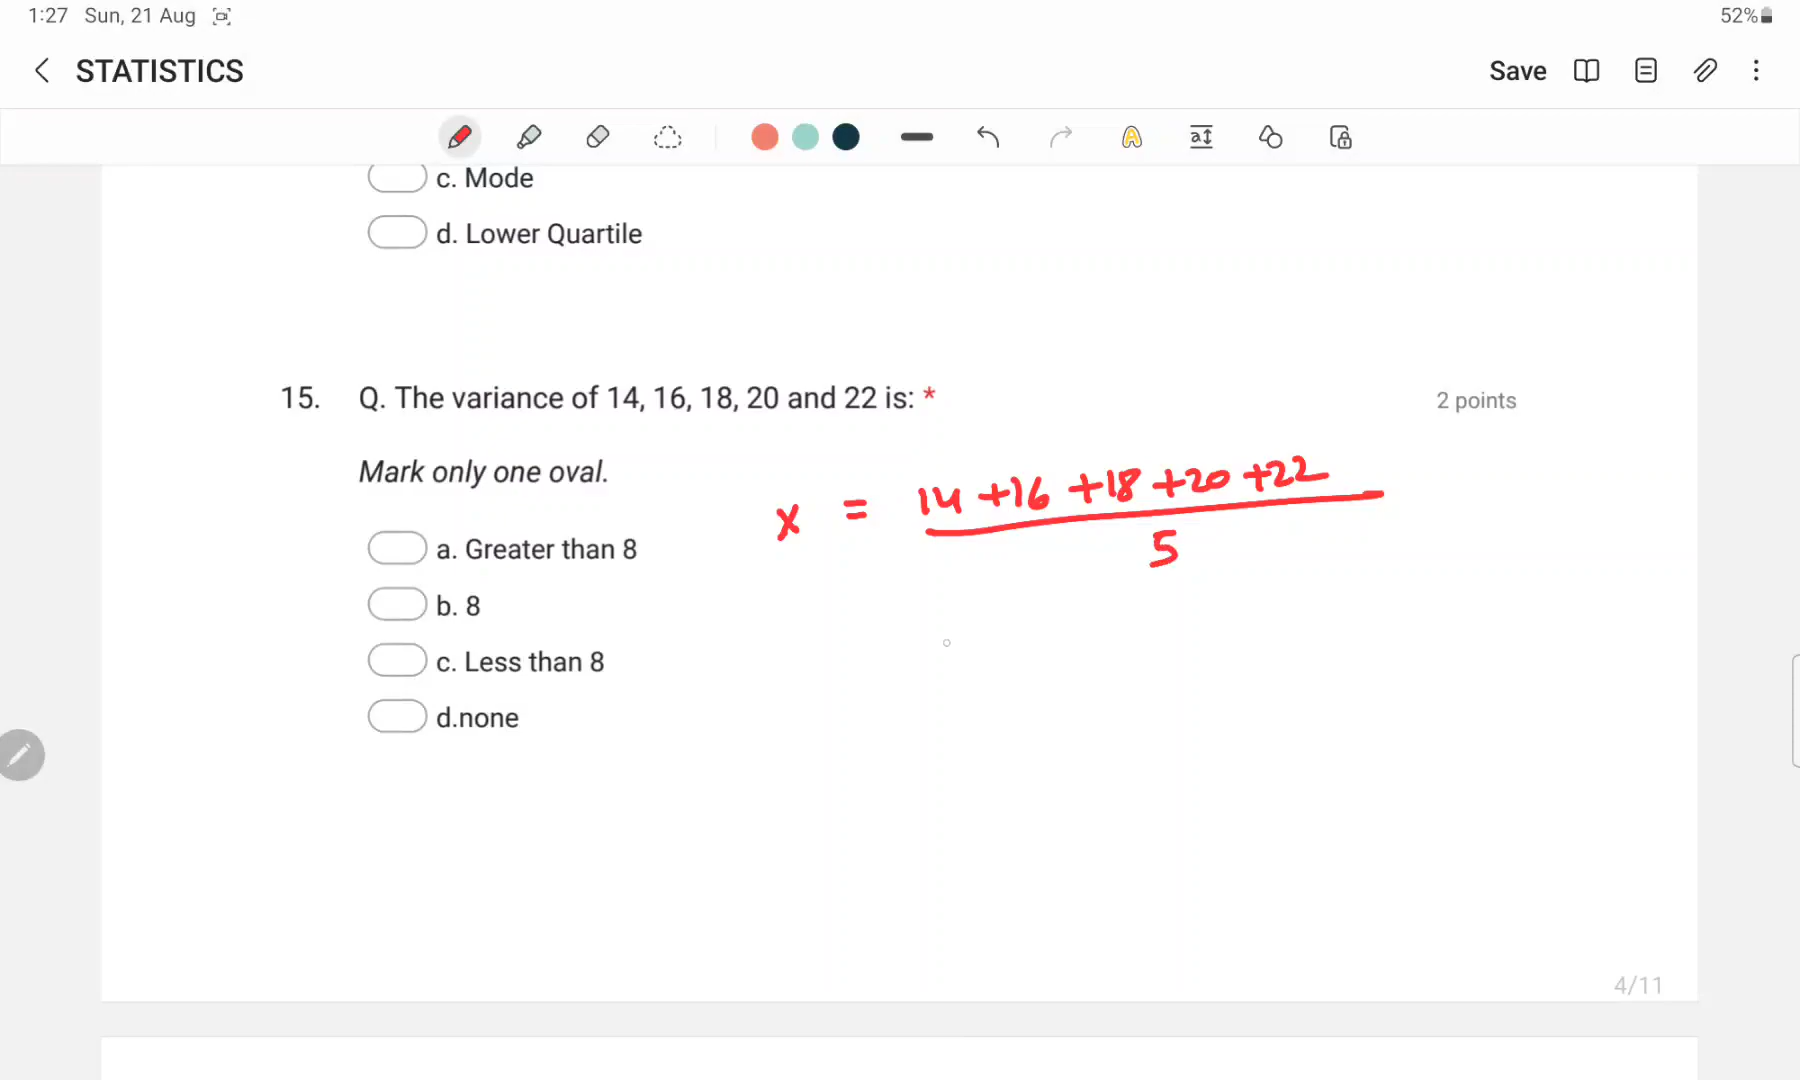 1:27 Sun, 21 Aug 52%
STATISTICS Save
c. Mode
d. Lower Quartile
15. Q. The variance of 14, 16, 18, 20 and 22 is: * 2 points
Mark only one oval.
x = 14 +16 +18 +20 +22
5
a. Greater than 8
b. 8
c. Less than 8
d.none
4/11